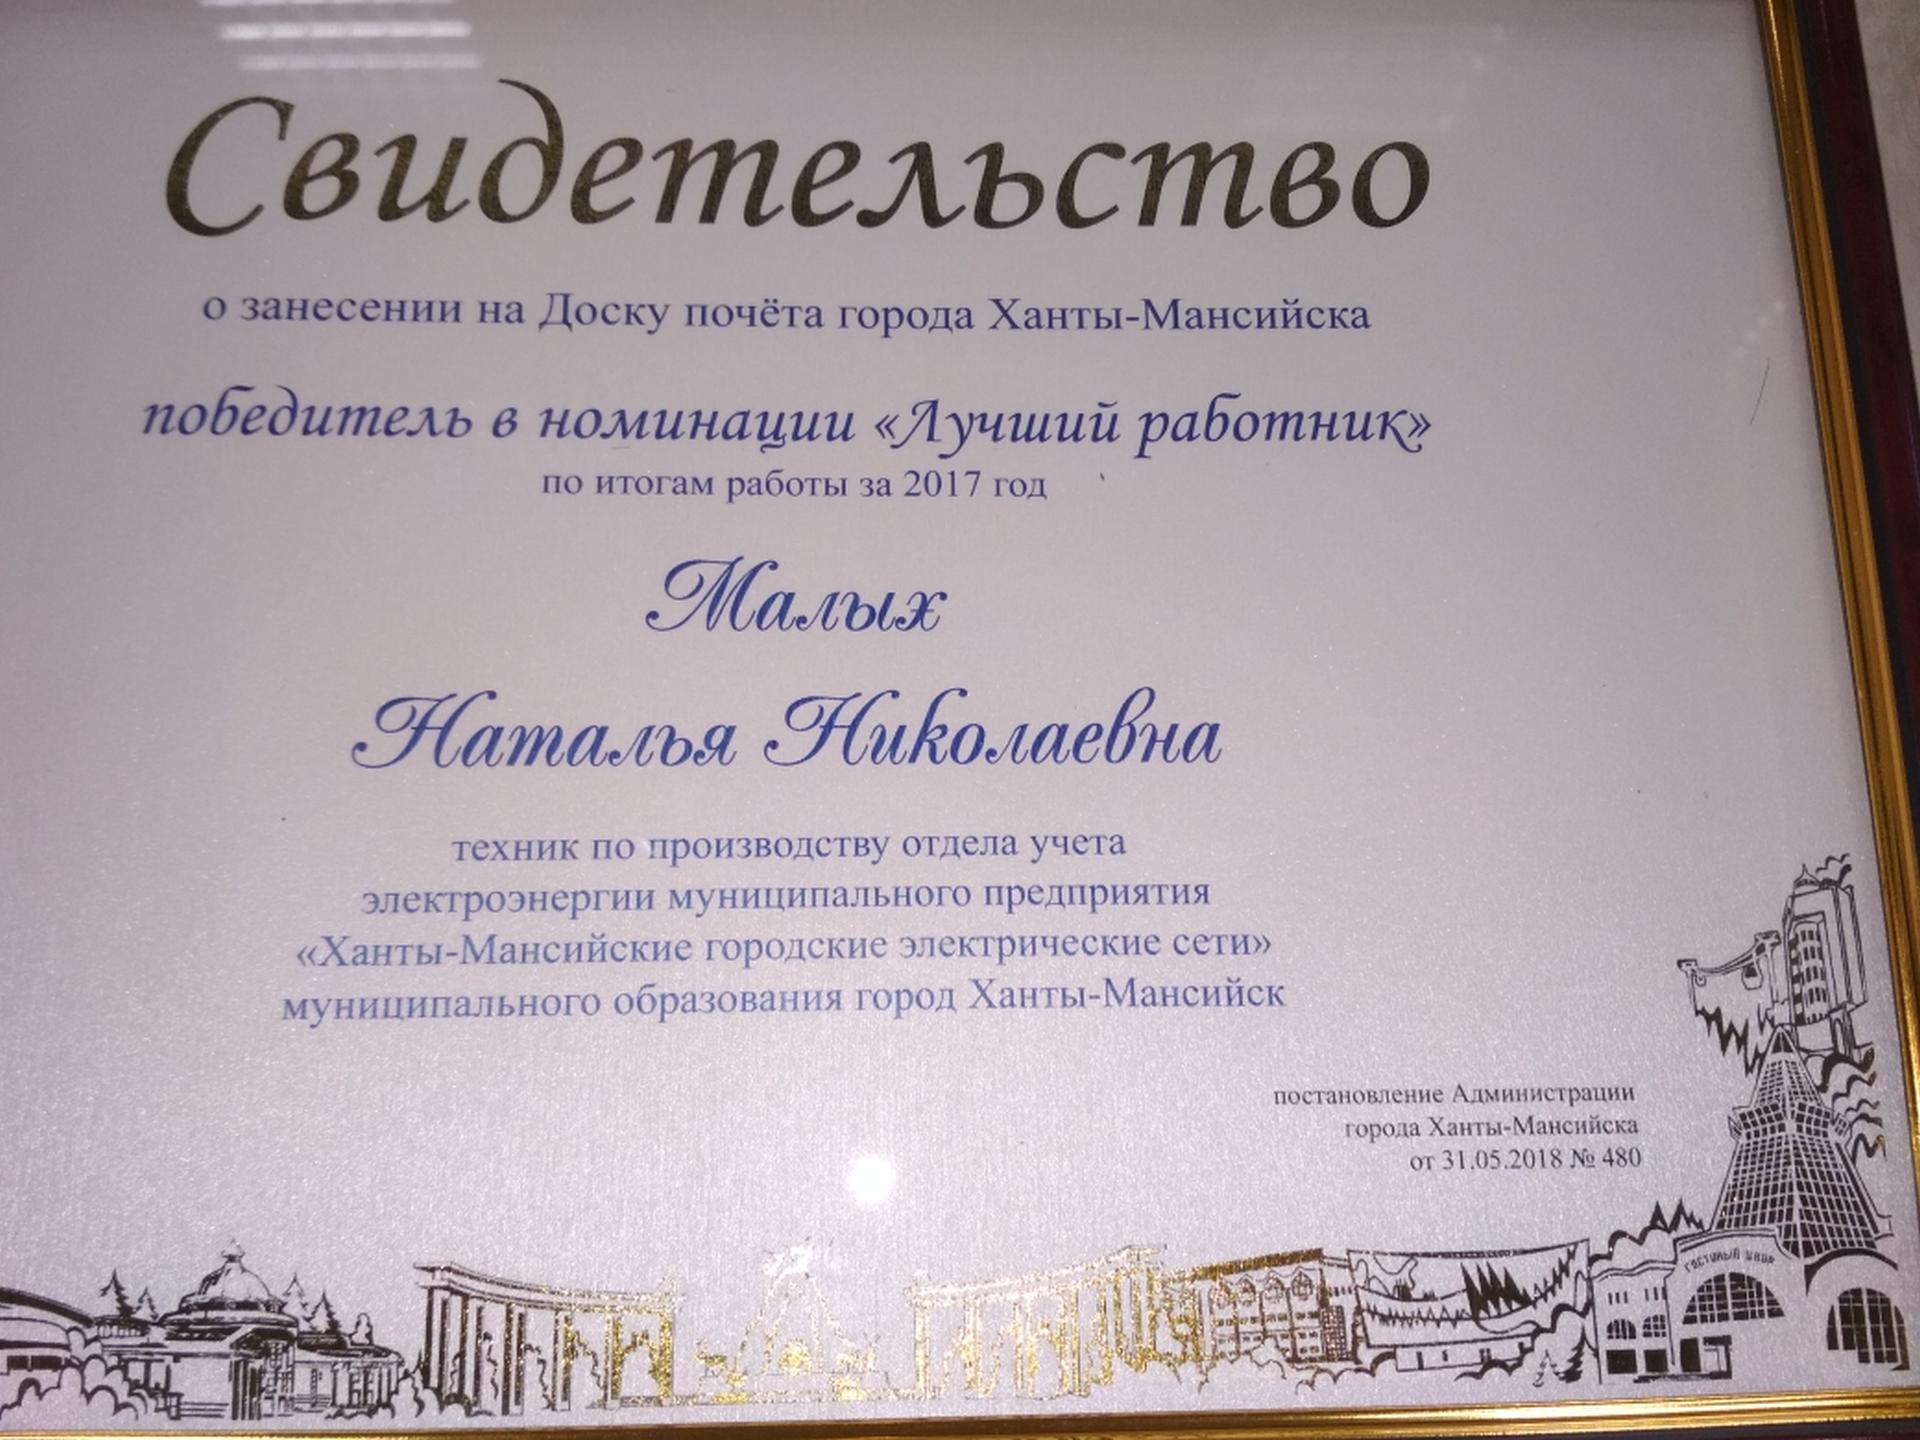 Свидетельство
о занесении на Доску почёта города Ханты-Мансийска
победитель в номинации «Лучший работник»
по итогам работы за 2017 год
Малых
Наталья Николаевна
техник по производству отдела учета
электроэнергии муниципального предприятия
«Ханты-Мансийские городские электрические сети»
муниципального образования город Ханты-Мансийск
постановление Администрации
города Ханты-Мансийска
от 31.05.2018 № 480
ГОСТИНЫЙ ДВОР